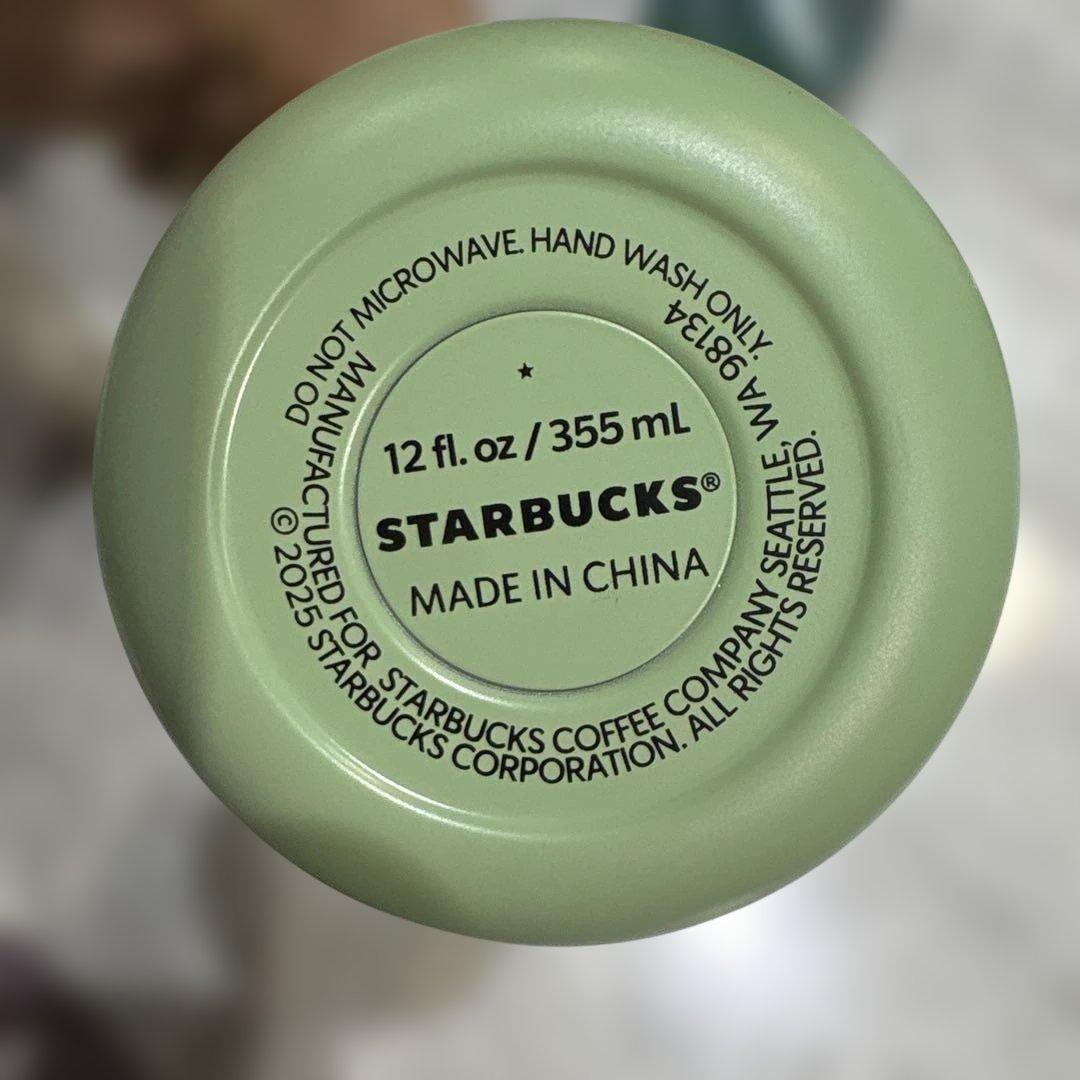 DO NOT MICROWAVE. HAND WASH ONLY.
★
12 fl. oz / 355 mL
STARBUCKS®
MADE IN CHINA
MANUFACTURED FOR STARBUCKS COFFEE COMPANY SEATTLE, WA 98134
© 2025 STARBUCKS CORPORATION. ALL RIGHTS RESERVED.